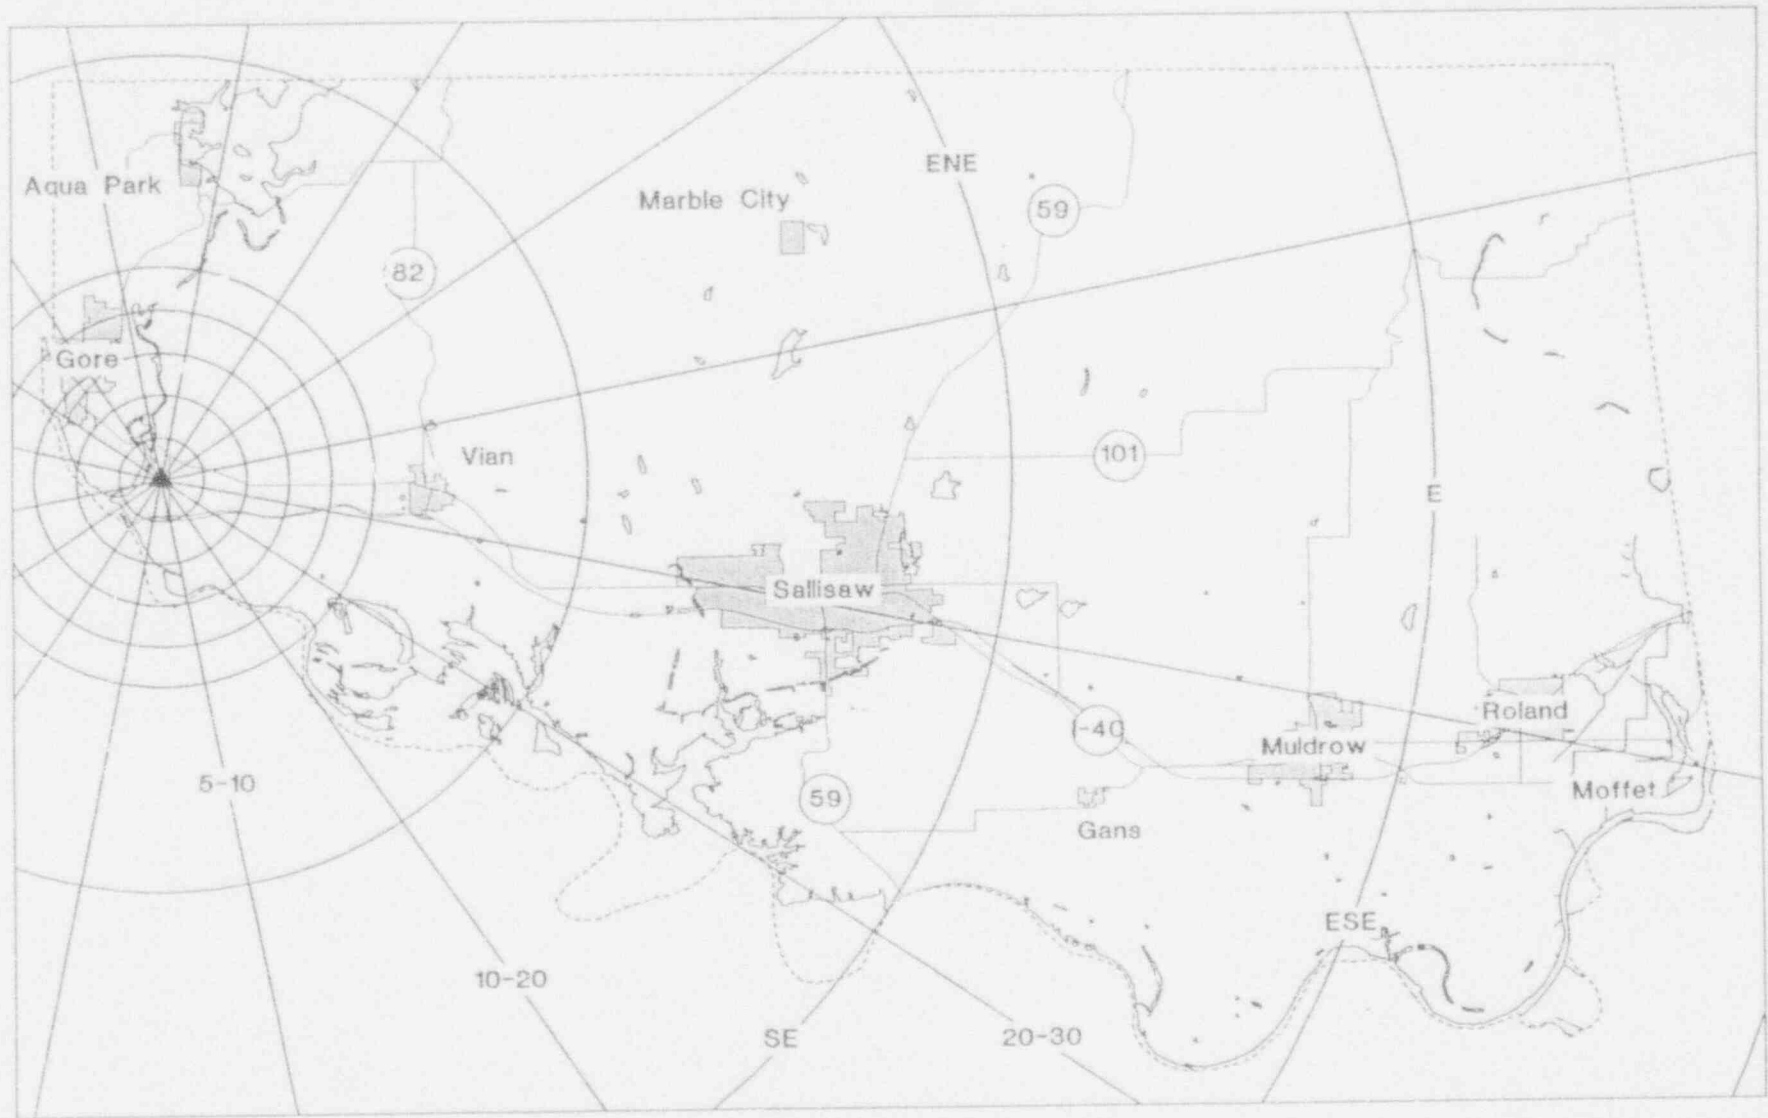 ENE
Aqua Park
Marble City
59
82
Gore
Vian
101
E
Sallisaw
Roland
I-40
Muldrow
5-10
59
Moffet
Gans
ESE
10-20
SE
20-30